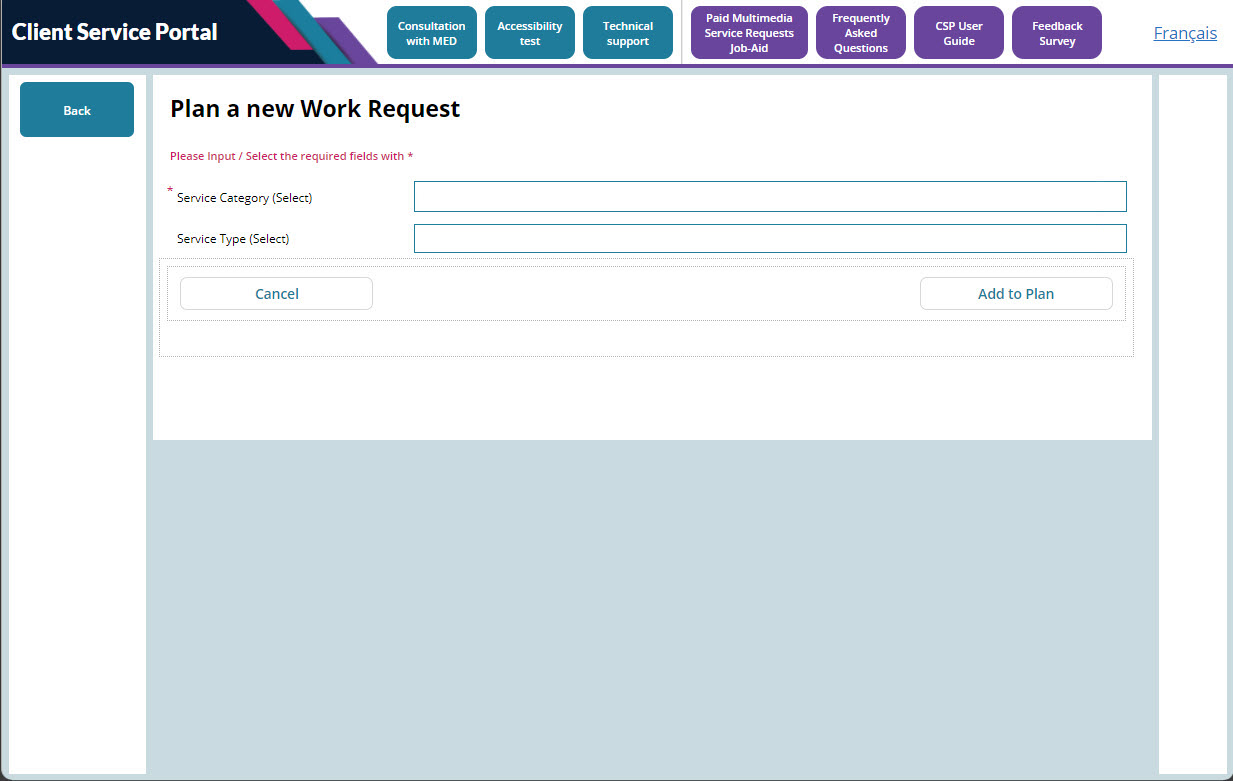 Client Service Portal
Consultation
with MED
Accessibility
test
Technical
support
Paid Multimedia
Service Requests
Job-Aid
Frequently
Asked
Questions
CSP User
Guide
Feedback
Survey
Français
Back
Plan a new Work Request
Please Input / Select the required fields with *
* Service Category (Select)
Service Type (Select)
Cancel
Add to Plan